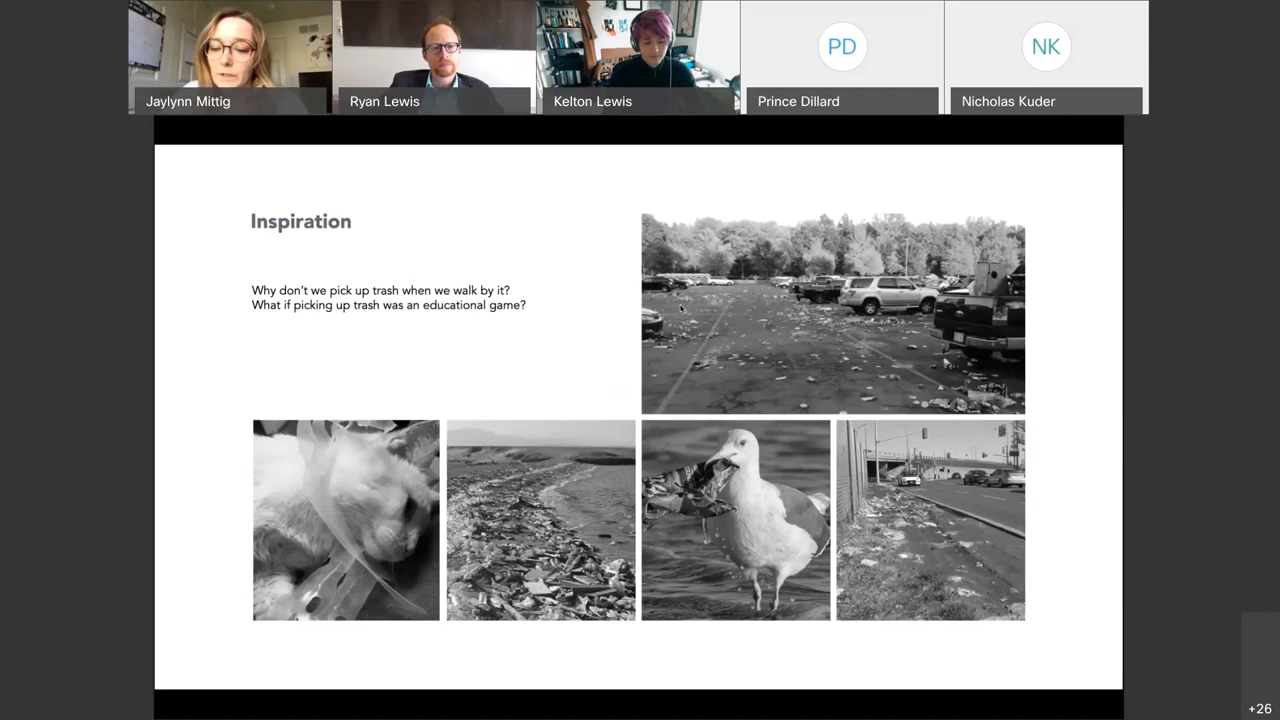 Jaylynn Mittig
Ryan Lewis
Kelton Lewis
PD
Prince Dillard
NK
Nicholas Kuder
Inspiration
Why don't we pick up trash when we walk by it?
What if picking up trash was an educational game?
+26